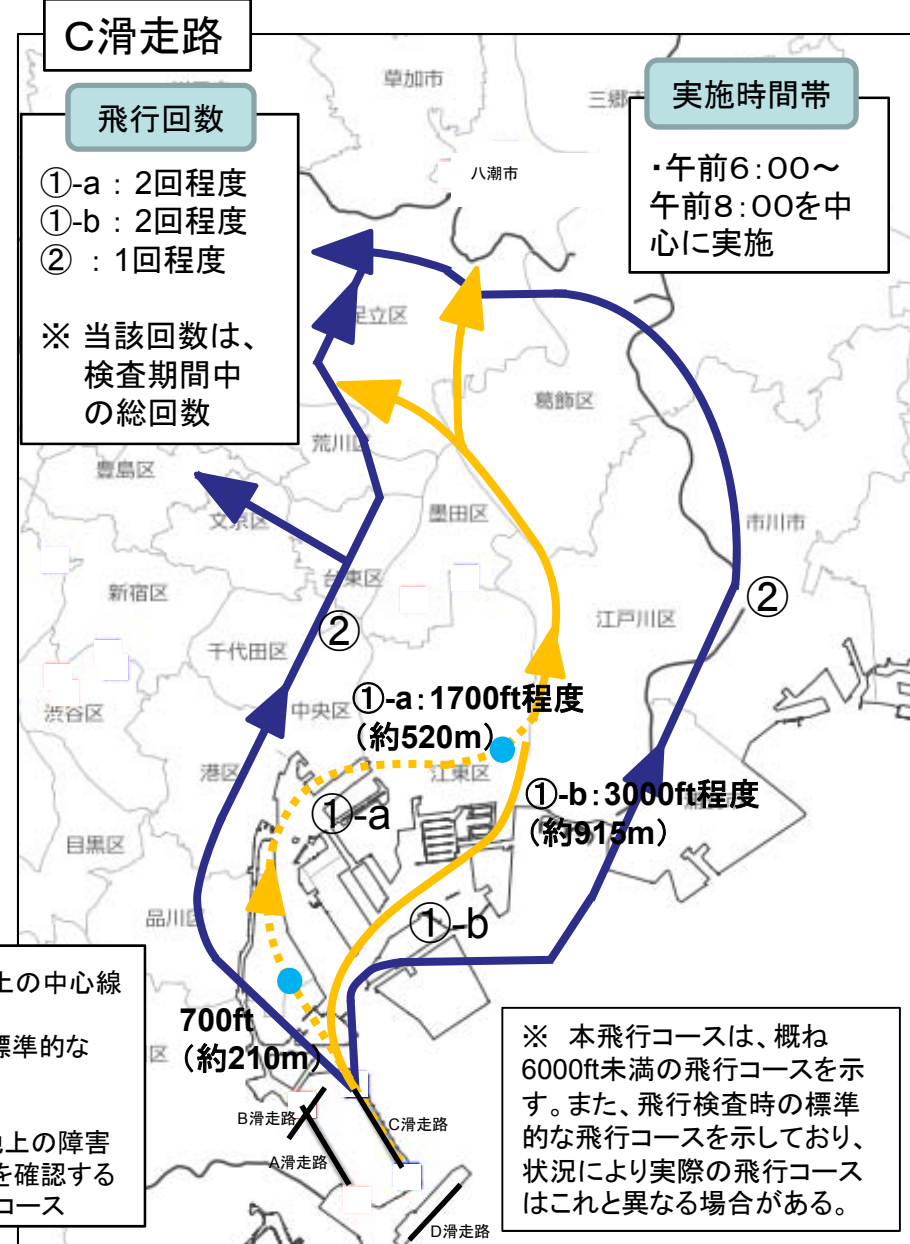 C滑走路
飛行回数
①-a：2回程度
①-b：2回程度
②　：1回程度
※ 当該回数は、
検査期間中
の総回数
実施時間帯
・午前6：00～
午前8：00を中
心に実施
草加市
三郷
八潮市
足立区
葛飾区
荒川区
豊島区
文京区
墨田区
市川市
台東区
新宿区
江戸川区
②
②
千代田区
渋谷区
中央区
①-a：1700ft程度
（約520m）
港区
江東区
①-b：3000ft程度
（約915m）
①-a
目黒区
品川区
①-b
上の中心線
標準的な
地上の障害
を確認する
コース
区
700ft
（約210m）
B滑走路
A滑走路
C滑走路
D滑走路
※　本飛行コースは、概ね
6000ft未満の飛行コースを示
す。また、飛行検査時の標準
的な飛行コースを示しており、
状況により実際の飛行コース
はこれと異なる場合がある。